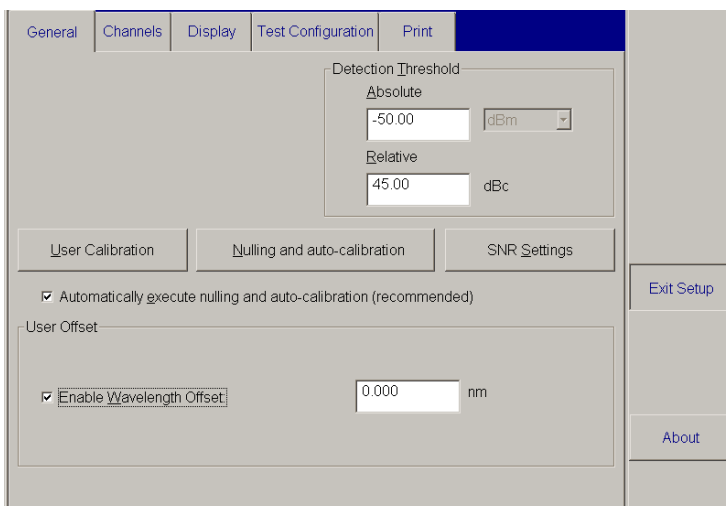 General Channels Display Test Configuration Print
Detection Threshold
Absolute
-50.00 dBm
Relative
45.00 dBc
User Calibration Nulling and auto-calibration SNR Settings
Exit Setup
Automatically execute nulling and auto-calibration (recommended)
User Offset
Enable Wavelength Offset: 0.000 nm
About